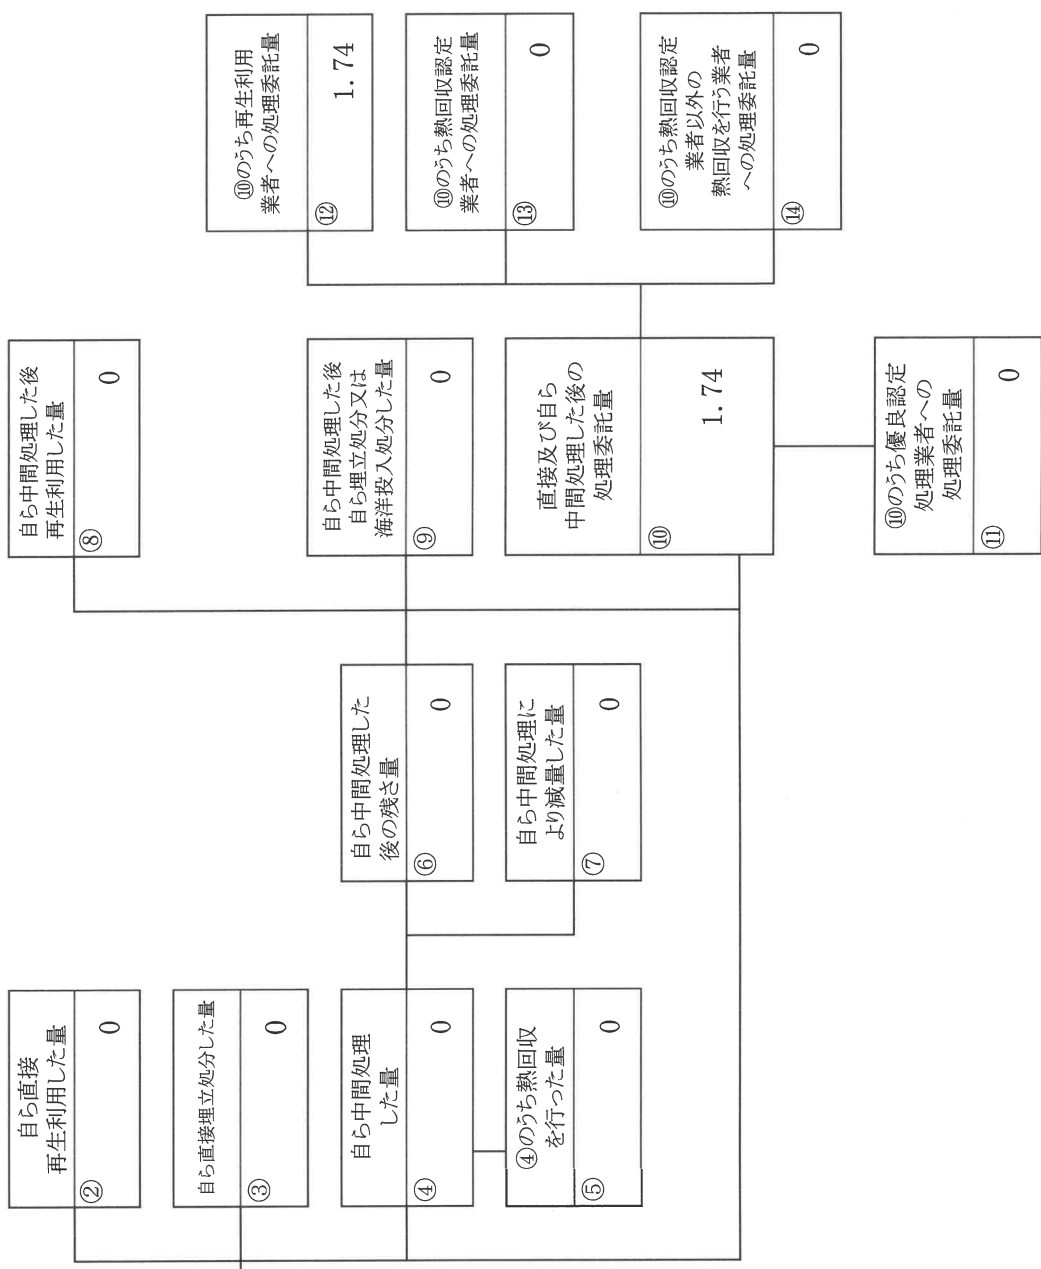 自ら直接
再生利用した量
②
0
自ら直接埋立処分した量
③
0
自ら中間処理
した量
④
0
④のうち熱回収
を行った量
⑤
0
自ら中間処理した
後の残さ量
⑥
0
自ら中間処理に
より減量した量
⑦
0
自ら中間処理した後
再生利用した量
⑧
0
自ら中間処理した後
自ら埋立処分又は
海洋投入処分した量
⑨
0
直接及び自ら
中間処理した後の
処理委託量
⑩
1.74
⑩のうち優良認定
処理業者への
処理委託量
⑪
0
⑩のうち再生利用
業者への処理委託量
⑫
1.74
⑩のうち熱回収認定
業者への処理委託量
⑬
0
⑩のうち熱回収認定
業者以外の
熱回収を行う業者
への処理委託量
⑭
0